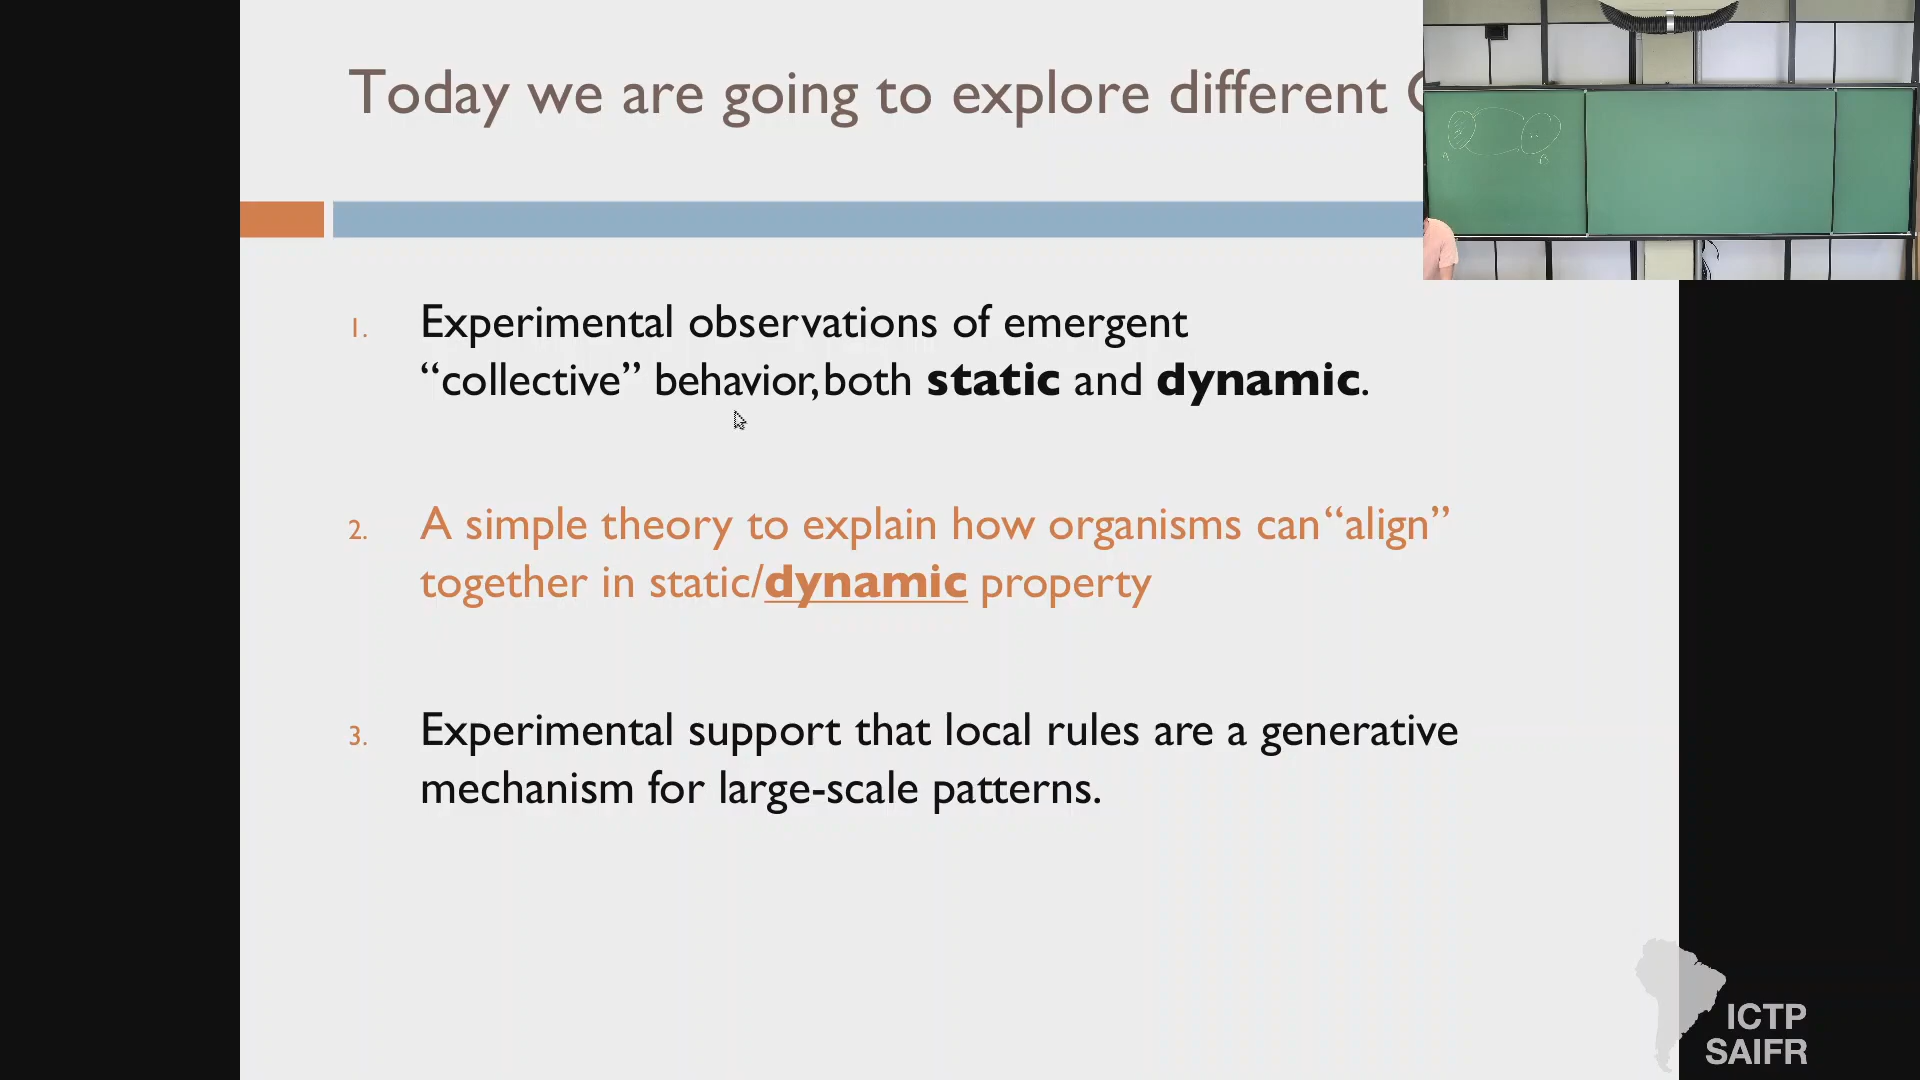 Today we are going to explore different
1. Experimental observations of emergent
“collective” behavior, both static and dynamic.
2. A simple theory to explain how organisms can “align”
together in static/dynamic property
3. Experimental support that local rules are a generative
mechanism for large-scale patterns.
ICTP
SAIFR